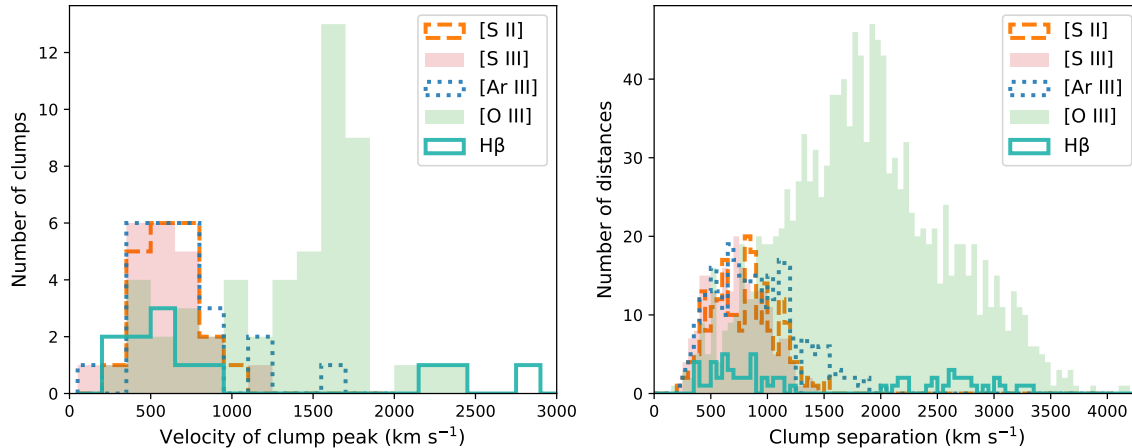 Number of clumps
12
10
8
6
4
2
0
0 500 1000 1500 2000 2500 3000
Velocity of clump peak (km s⁻¹)
[S II]
[S III]
[Ar III]
[O III]
Hβ
Number of distances
40
30
20
10
0
0 500 1000 1500 2000 2500 3000 3500 4000
Clump separation (km s⁻¹)
[S II]
[S III]
[Ar III]
[O III]
Hβ